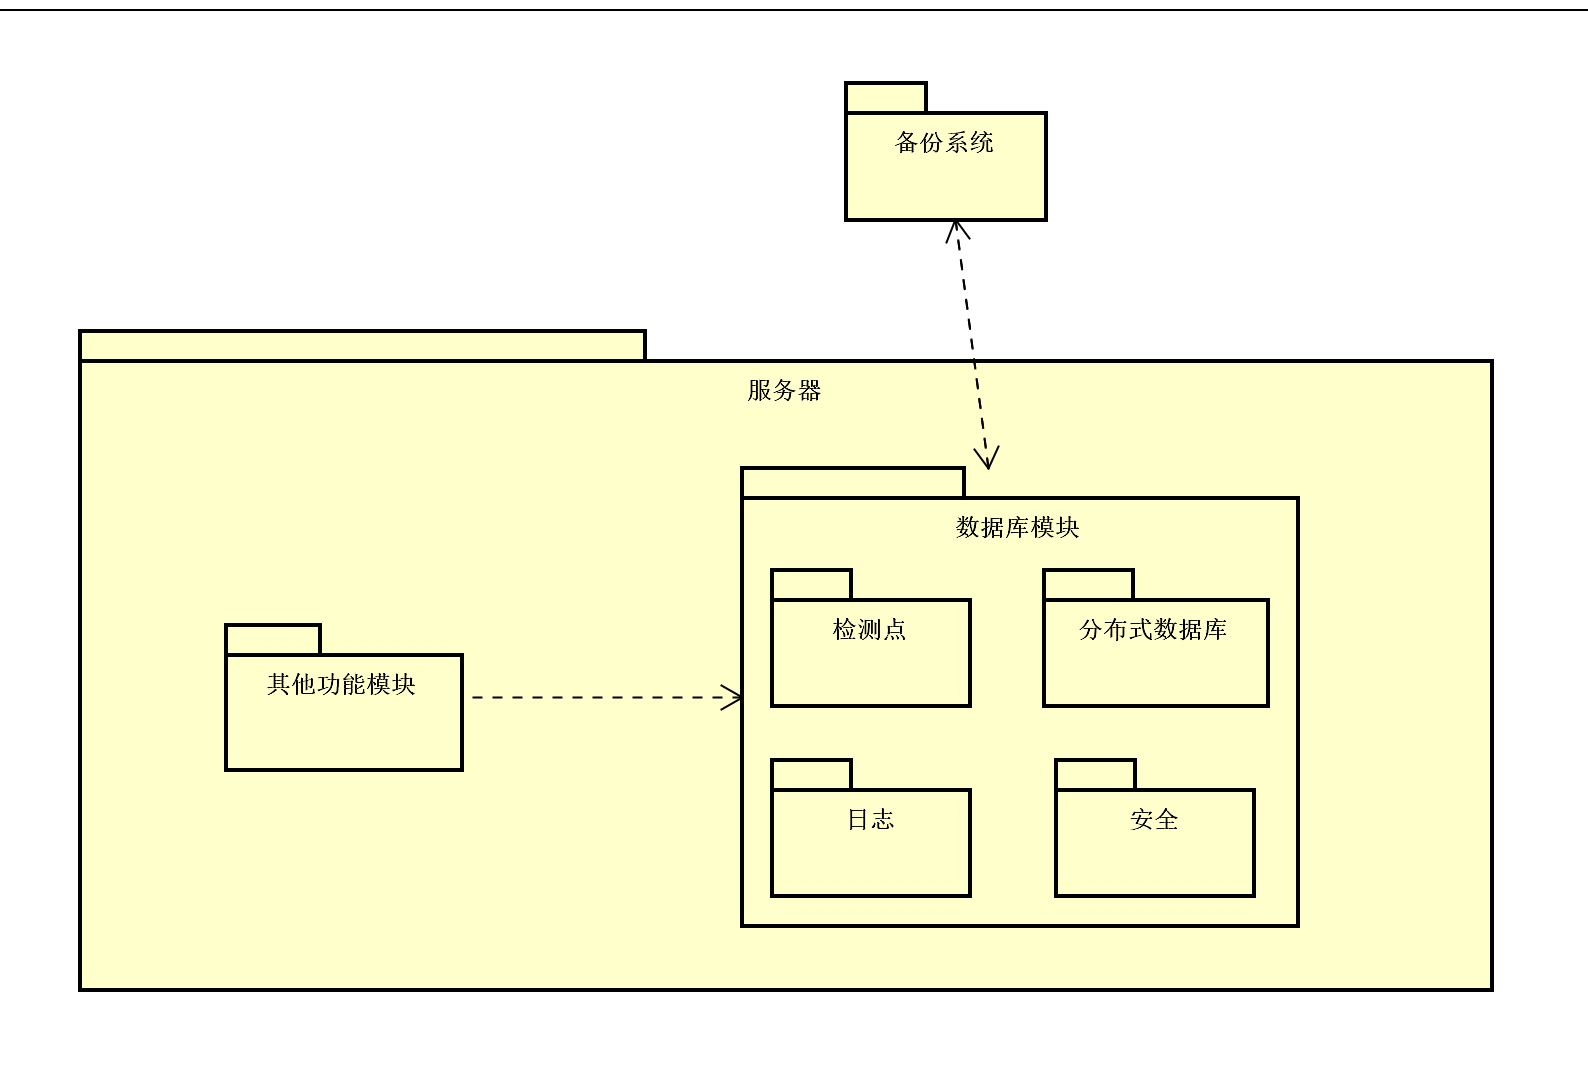 备份系统
服务器
数据库模块
检测点
分布式数据库
其他功能模块
日志
安全